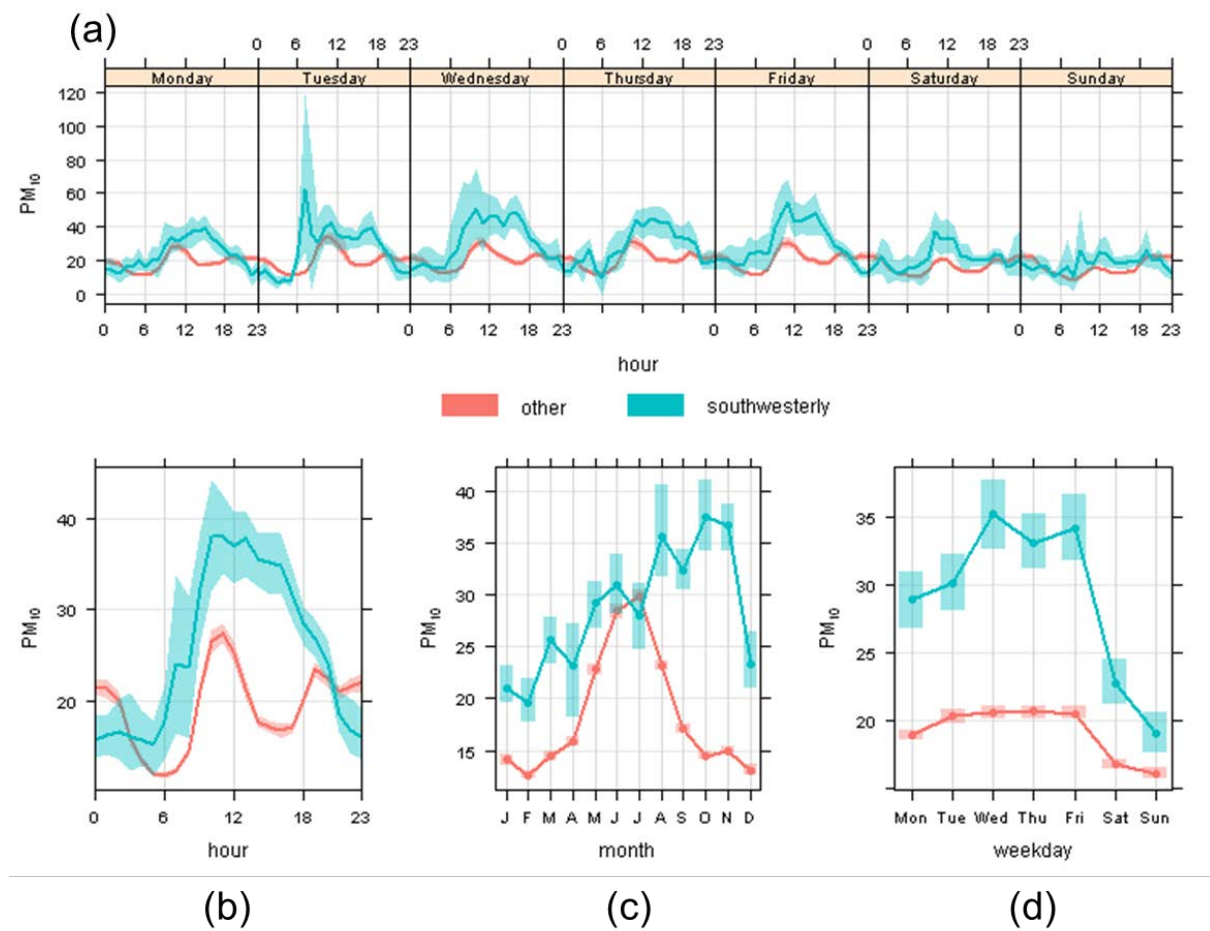 (a)
0 6 12 18 23 0 6 12 18 23 0 6 12 18 23
Monday Tuesday Wednesday Thursday Friday Saturday Sunday
120
100
80
60
40
20
0
PM10
0 6 12 18 23 0 6 12 18 23 0 6 12 18 23 0 6 12 18 23
hour
other southwesterly
40
30
20
PM10
0 6 12 18 23
hour
40
35
30
25
20
15
PM10
J F M A M J J A S O N D
month
35
30
25
20
PM10
Mon Tue Wed Thu Fri Sat Sun
weekday
(b) (c) (d)